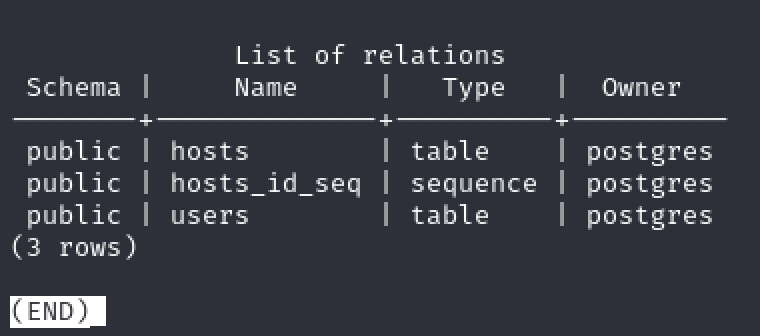 List of relations
Schema | Name | Type | Owner
--------+--------------+----------+----------
public | hosts | table | postgres
public | hosts_id_seq | sequence | postgres
public | users | table | postgres
(3 rows)
(END)